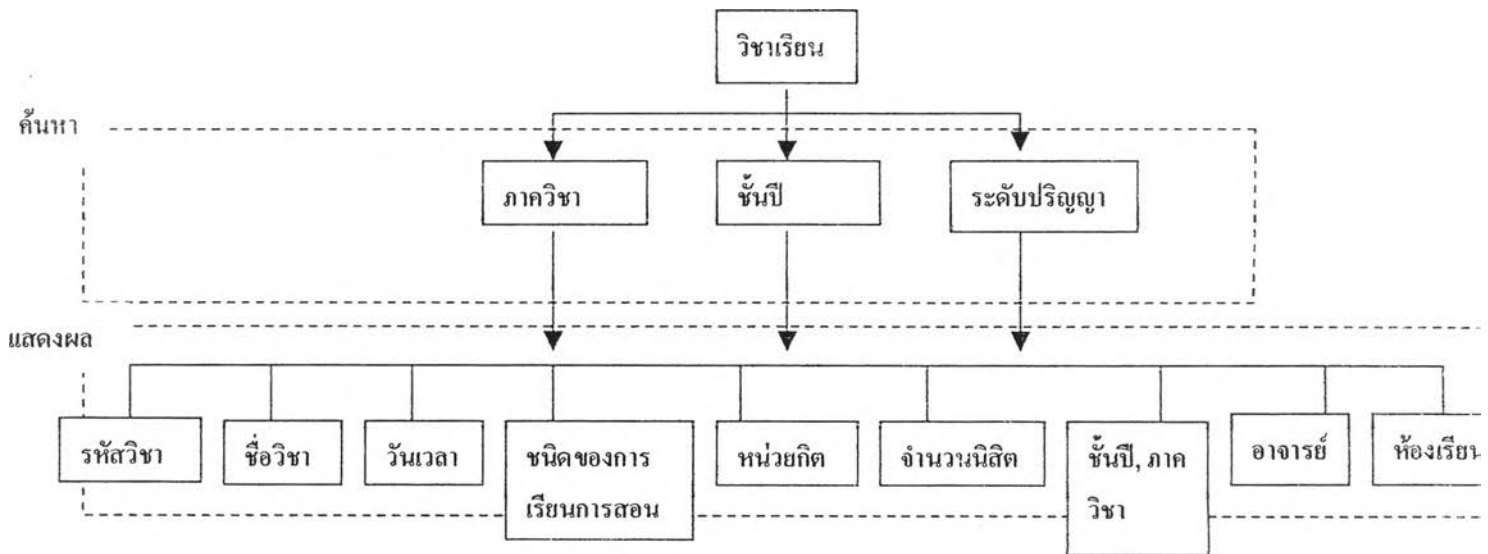 วิชาเรียน
ค้นหา
ภาควิชา
ชั้นปี
ระดับปริญญา
แสดงผล
รหัสวิชา
ชื่อวิชา
วันเวลา
ชนิดของการ
เรียนการสอน
หน่วยกิต
จำนวนนิสิต
ชั้นปี, ภาค
วิชา
อาจารย์
ห้องเรียน